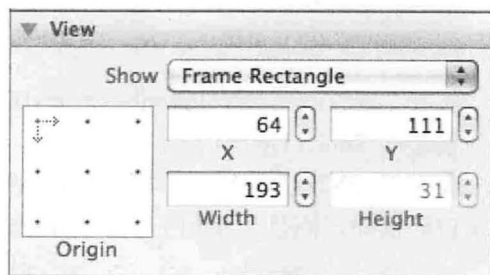 View
Show Frame Rectangle
64 111
X Y
193 31
Width Height
Origin